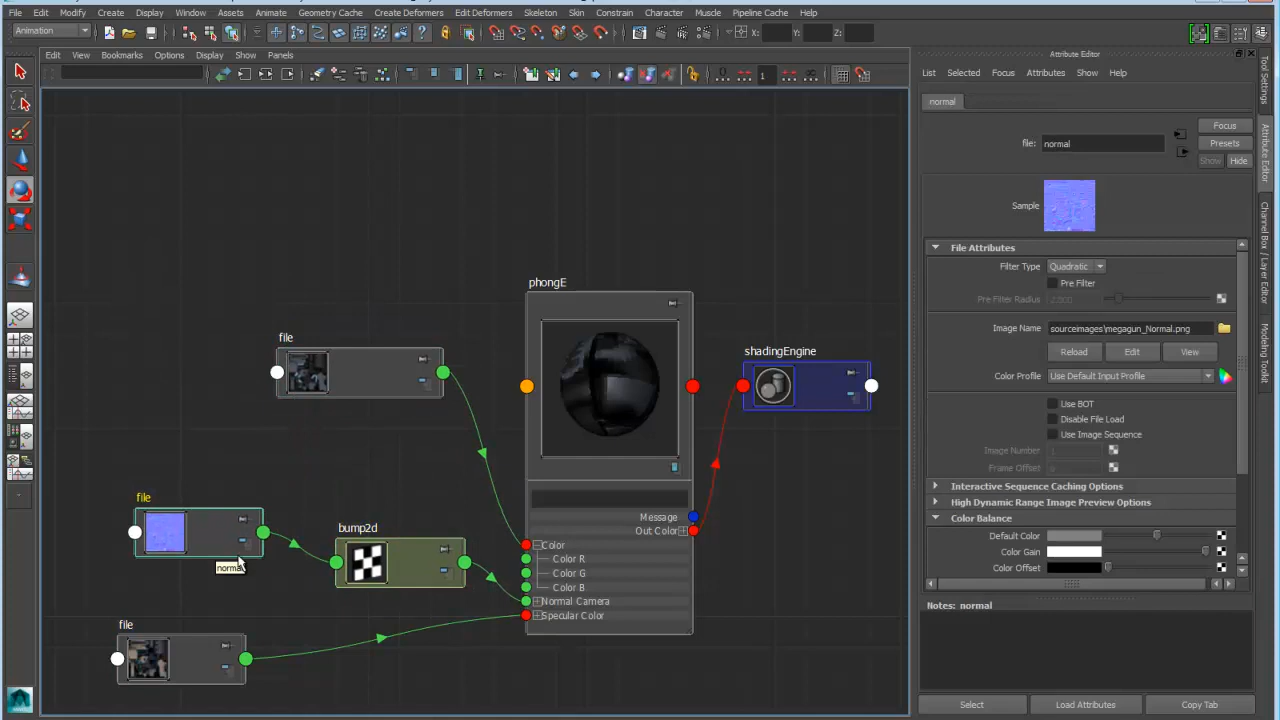 File Edit Modify Create Display Window Assets Animate Geometry Cache Create Deformers Edit Deformers Skeleton Skin Constrain Character Muscle Pipeline Cache Help
Animation X: Y: Z:
Edit View Bookmarks Options Display Show Panels
1
phongE
file
shadingEngine
file
normal
bump2d
file
Message
Out Color
Color
Color R
Color G
Color B
Normal Camera
Specular Color
Attribute Editor
List Selected Focus Attributes Show Help
normal
file: normal
Focus
Presets
Show Hide
Sample
File Attributes
Filter Type Quadratic
Pre Filter
Pre Filter Radius 2.000
Image Name sourceimages\megagun_Normal.png
Reload Edit View
Color Profile Use Default Input Profile
Use BOT
Disable File Load
Use Image Sequence
Image Number 1
Frame Offset 0
Interactive Sequence Caching Options
High Dynamic Range Image Preview Options
Color Balance
Default Color
Color Gain
Color Offset
Notes: normal
Select Load Attributes Copy Tab
Tool Settings
Attribute Editor
Channel Box / Layer Editor
Modeling Toolkit